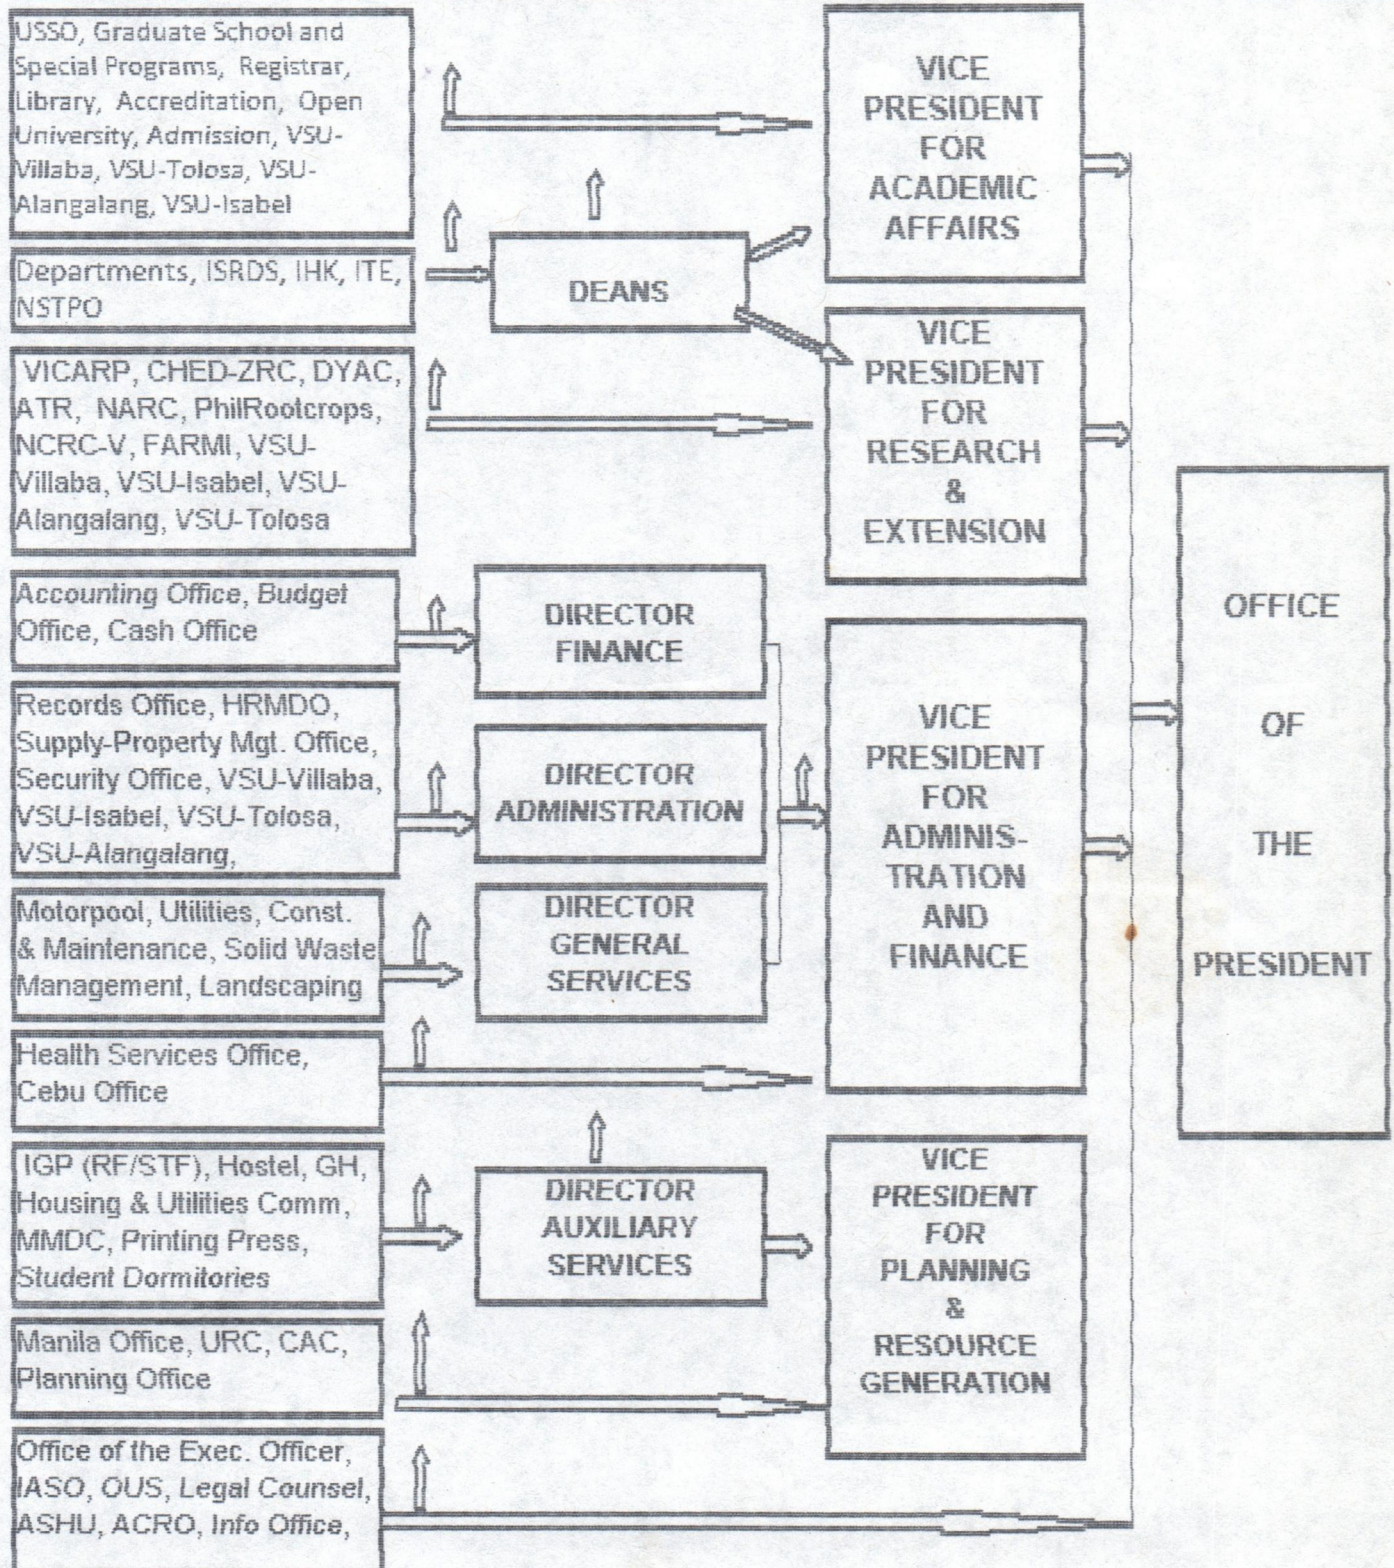 USSO, Graduate School and
Special Programs, Registrar,
Library, Accreditation, Open
University, Admission, VSU-
Villaba, VSU-Tolosa, VSU-
Alangalang, VSU-Isabel
Departments, ISRDS, IHK, ITE,
NSTPO
VICARP, CHED-ZRC, DYAC,
ATR, NARC, PhilRootcrops,
NCRC-V, FARMI, VSU-
Villaba, VSU-Isabel, VSU-
Alangalang, VSU-Tolosa
Accounting Office, Budget
Office, Cash Office
Records Office, HRMDO,
Supply-Property Mgt. Office,
Security Office, VSU-Villaba,
VSU-Isabel, VSU-Tolosa,
VSU-Alangalang,
Motorpool, Utilities, Const.
& Maintenance, Solid Waste
Management, Landscaping
Health Services Office,
Cebu Office
IGP (RF/STF), Hostel, GH,
Housing & Utilities Comm,
MMDC, Printing Press,
Student Dormitories
Manila Office, URC, CAC,
Planning Office
Office of the Exec. Officer,
IASO, OUS, Legal Counsel,
ASHU, ACRO, Info Office,
DEANS
DIRECTOR
FINANCE
DIRECTOR
ADMINISTRATION
DIRECTOR
GENERAL
SERVICES
DIRECTOR
AUXILIARY
SERVICES
VICE
PRESIDENT
FOR
ACADEMIC
AFFAIRS
VICE
PRESIDENT
FOR
RESEARCH
&
EXTENSION
VICE
PRESIDENT
FOR
ADMINIS-
TRATION
AND
FINANCE
VICE
PRESIDENT
FOR
PLANNING
&
RESOURCE
GENERATION
OFFICE
OF
THE
PRESIDENT